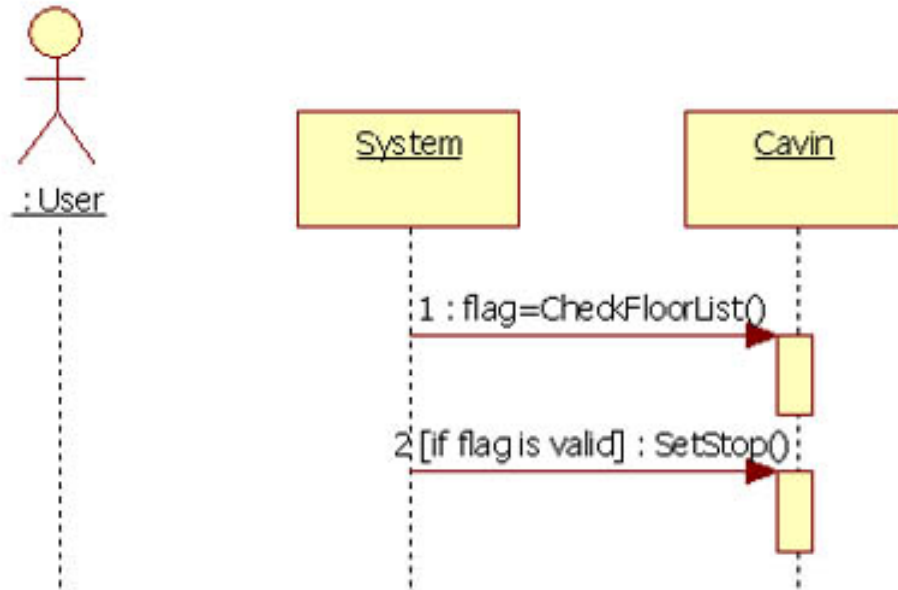 : User
System
Cavin
1 : flag=CheckFloorList()
2 [if flag is valid] : SetStop()